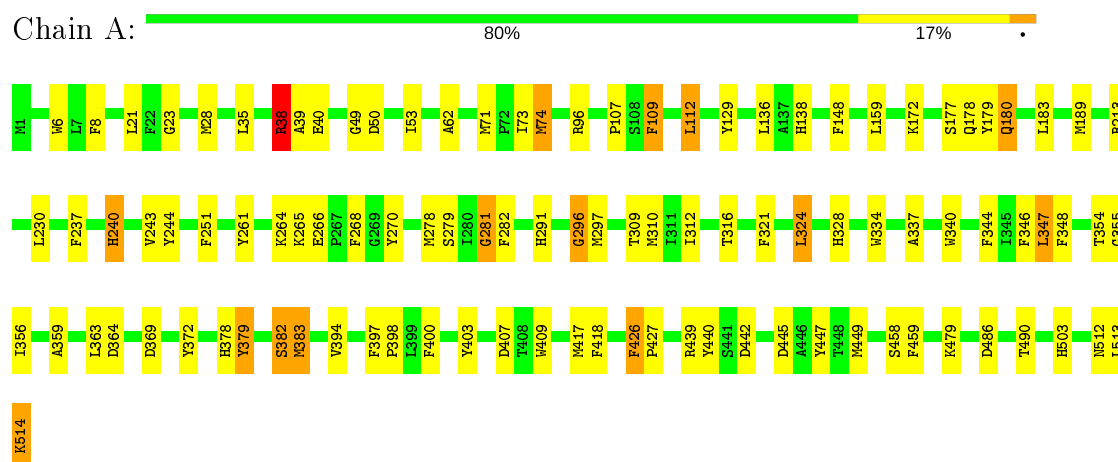 Chain A:
80% 17% •
M1 W6 L7 F8 L21 F22 G23 M28 L35 R38 A39 E40 G49 D50 I53 A62 M71 P72 I73 M74 R96 P107 S108 F109 L112 Y129 L136 A137 H138 F148 L159 K172 S177 Q178 Y179 Q180 L183 M189
L230 F237 H240 V243 Y244 F251 Y261 K264 K265 E266 P267 F268 G269 Y270 M278 S279 I280 G281 F282 H291 G296 M297 T309 M310 I311 I312 T316 F321 L324 H328 W334 A337 W340 F344 I345 F346 L347 F348 T354 G355
I356 A359 L363 D364 D369 Y372 H378 Y379 S382 M383 V394 F397 P398 L399 F400 Y403 D407 T408 W409 M417 F418 F426 P427 R439 Y440 S441 D442 D445 A446 Y447 T448 M449 S458 F459 K479 D486 T490 H503 N512 L513
K514